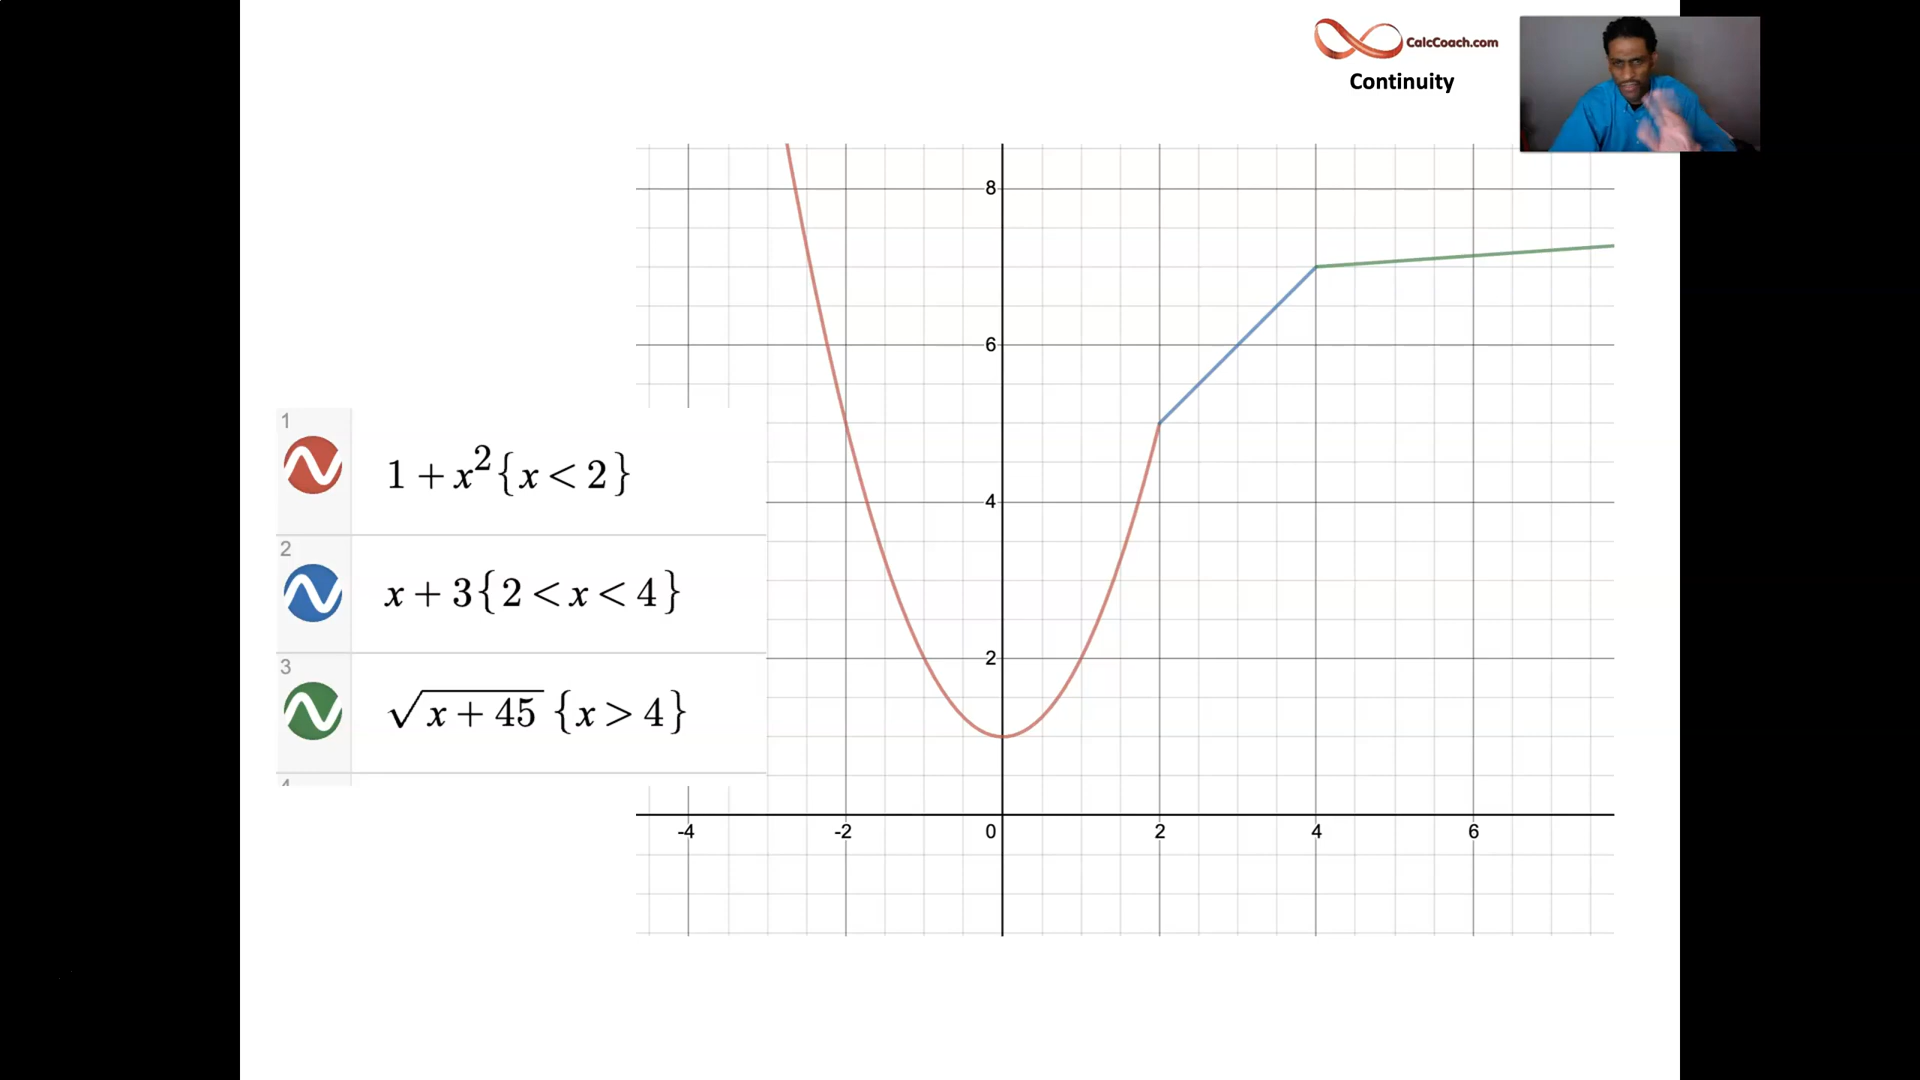 CalcCoach.com
Continuity
8
6
4
2
-4 -2 0 2 4 6
1
1 + x² {x < 2}
2
x + 3 {2 < x < 4}
3
√x + 45 {x > 4}